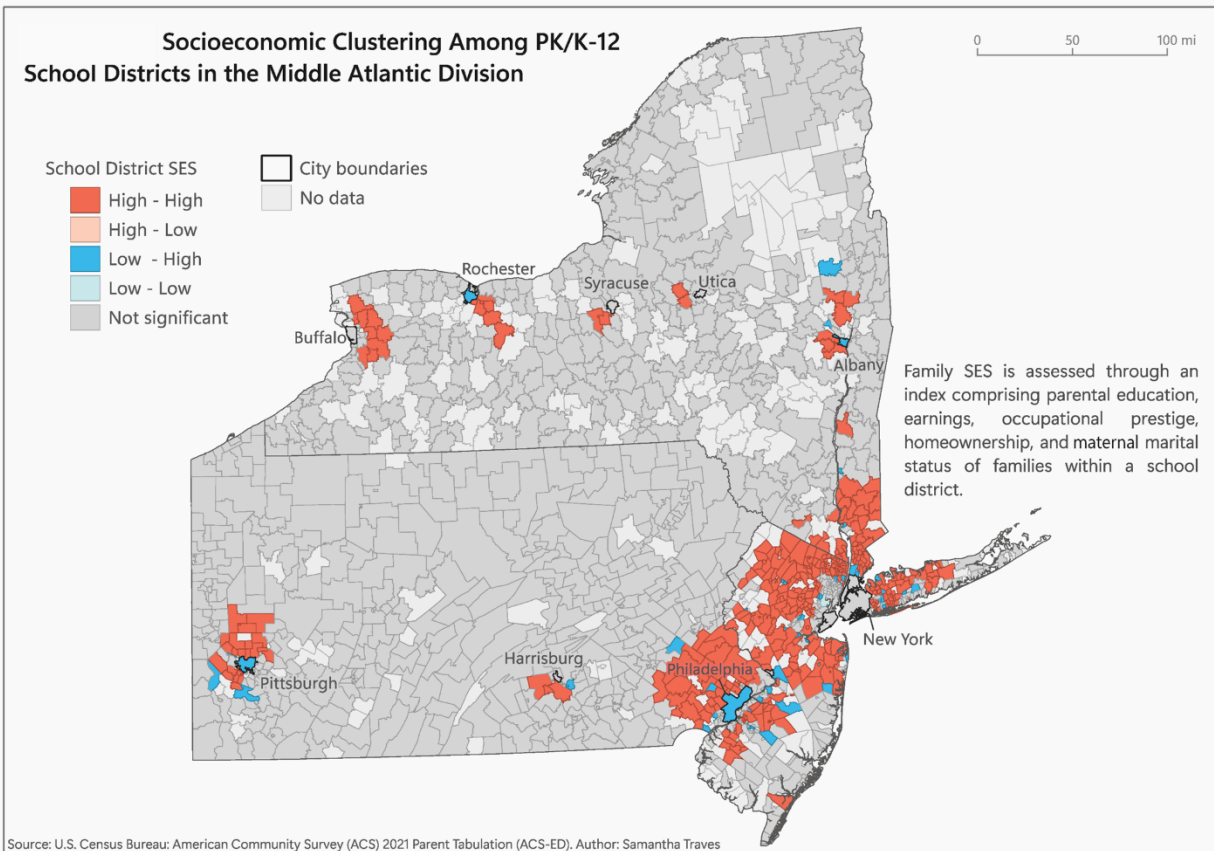 Socioeconomic Clustering Among PK/K-12
School Districts in the Middle Atlantic Division
0 50 100 mi
School District SES
High - High
High - Low
Low - High
Low - Low
Not significant
City boundaries
No data
Rochester
Syracuse
Utica
Buffalo
Albany
Family SES is assessed through an
index comprising parental education,
earnings, occupational prestige,
homeownership, and maternal marital
status of families within a school
district.
New York
Harrisburg
Philadelphia
Pittsburgh
Source: U.S. Census Bureau: American Community Survey (ACS) 2021 Parent Tabulation (ACS-ED). Author: Samantha Traves